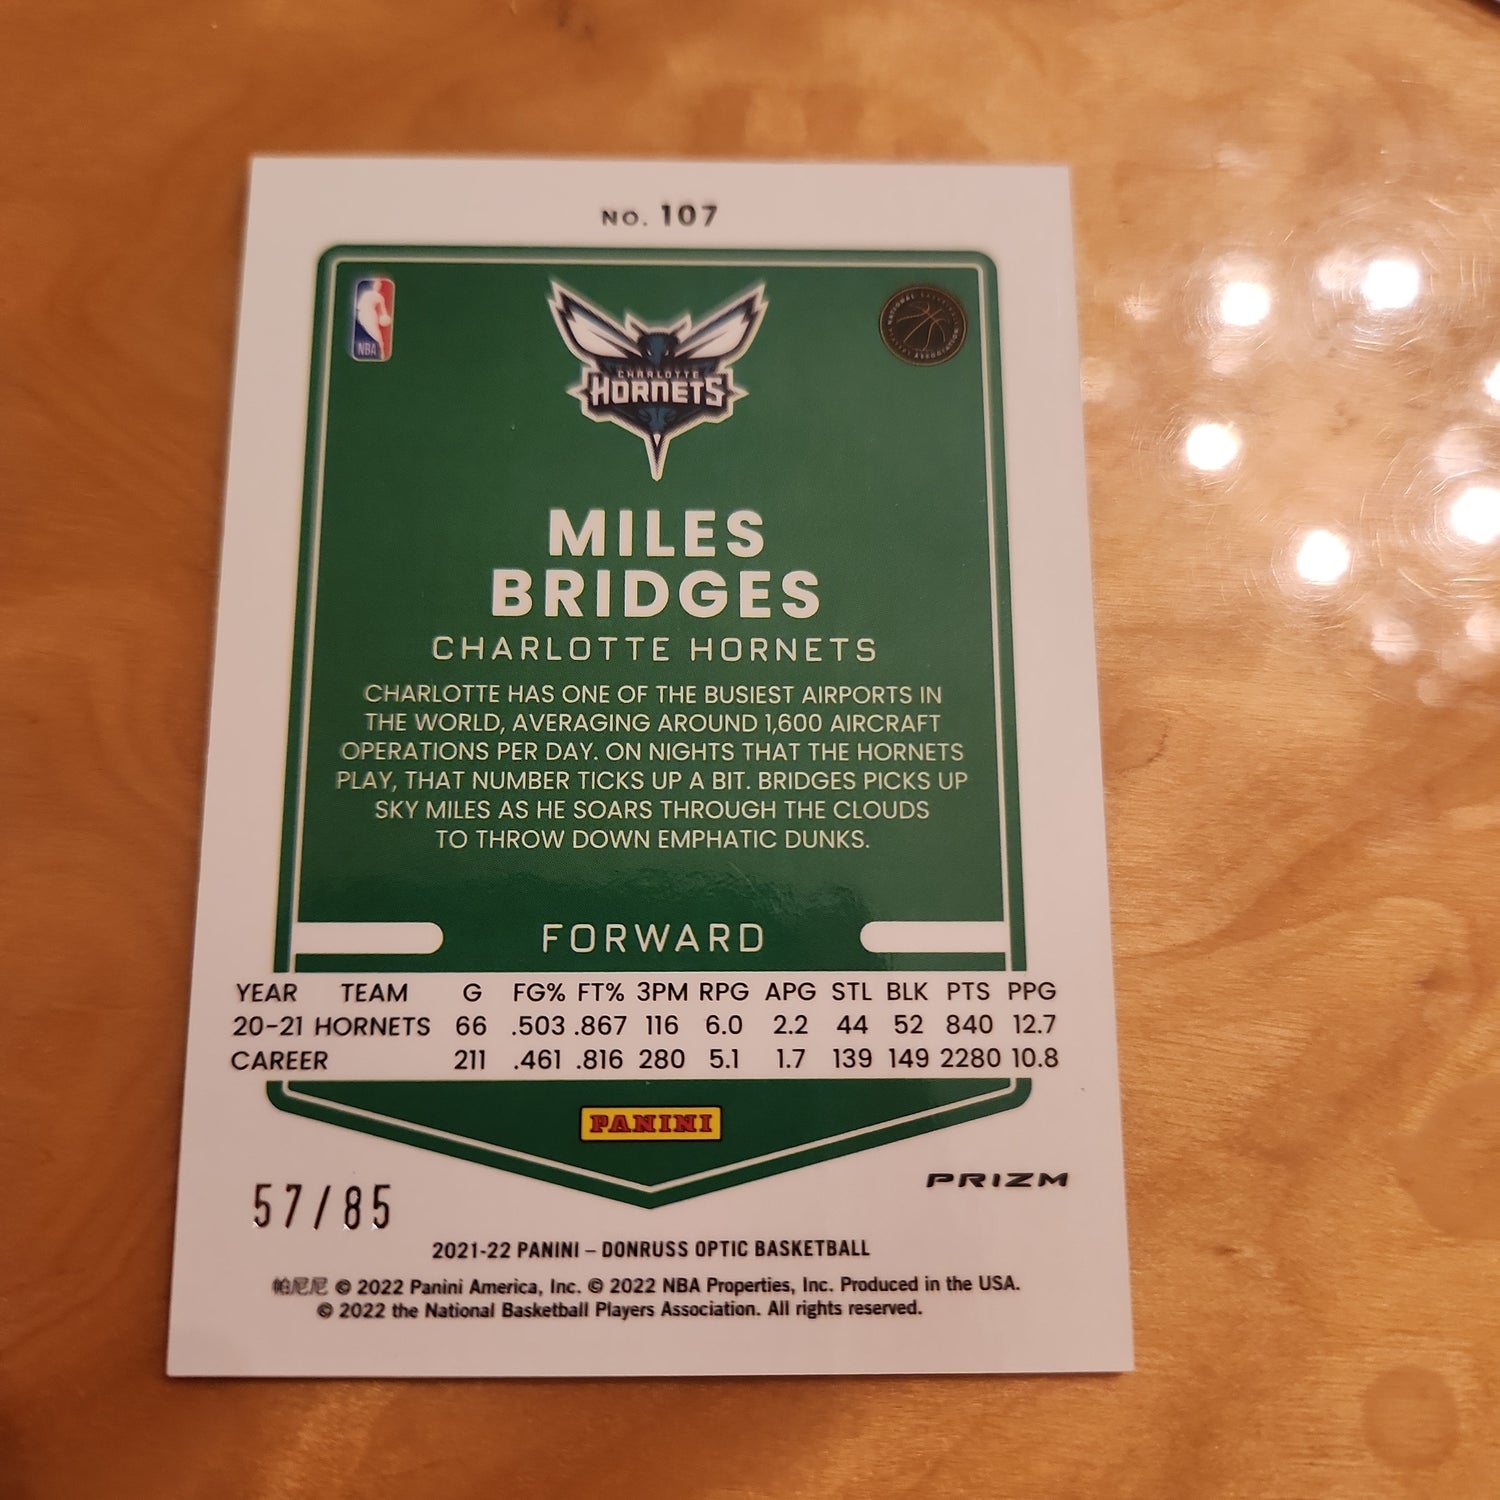 NO. 107
NBA
CHARLOTTE
HORNETS
MILES
BRIDGES
CHARLOTTE HORNETS
CHARLOTTE HAS ONE OF THE BUSIEST AIRPORTS IN
THE WORLD, AVERAGING AROUND 1,600 AIRCRAFT
OPERATIONS PER DAY. ON NIGHTS THAT THE HORNETS
PLAY, THAT NUMBER TICKS UP A BIT. BRIDGES PICKS UP
SKY MILES AS HE SOARS THROUGH THE CLOUDS
TO THROW DOWN EMPHATIC DUNKS.
FORWARD
YEAR TEAM G FG% FT% 3PM RPG APG STL BLK PTS PPG
20-21 HORNETS 66 .503 .867 116 6.0 2.2 44 52 840 12.7
CAREER 211 .461 .816 280 5.1 1.7 139 149 2280 10.8
PANINI
PRIZM
57/85
2021-22 PANINI – DONRUSS OPTIC BASKETBALL
帕尼尼 © 2022 Panini America, Inc. © 2022 NBA Properties, Inc. Produced in the USA.
© 2022 the National Basketball Players Association. All rights reserved.